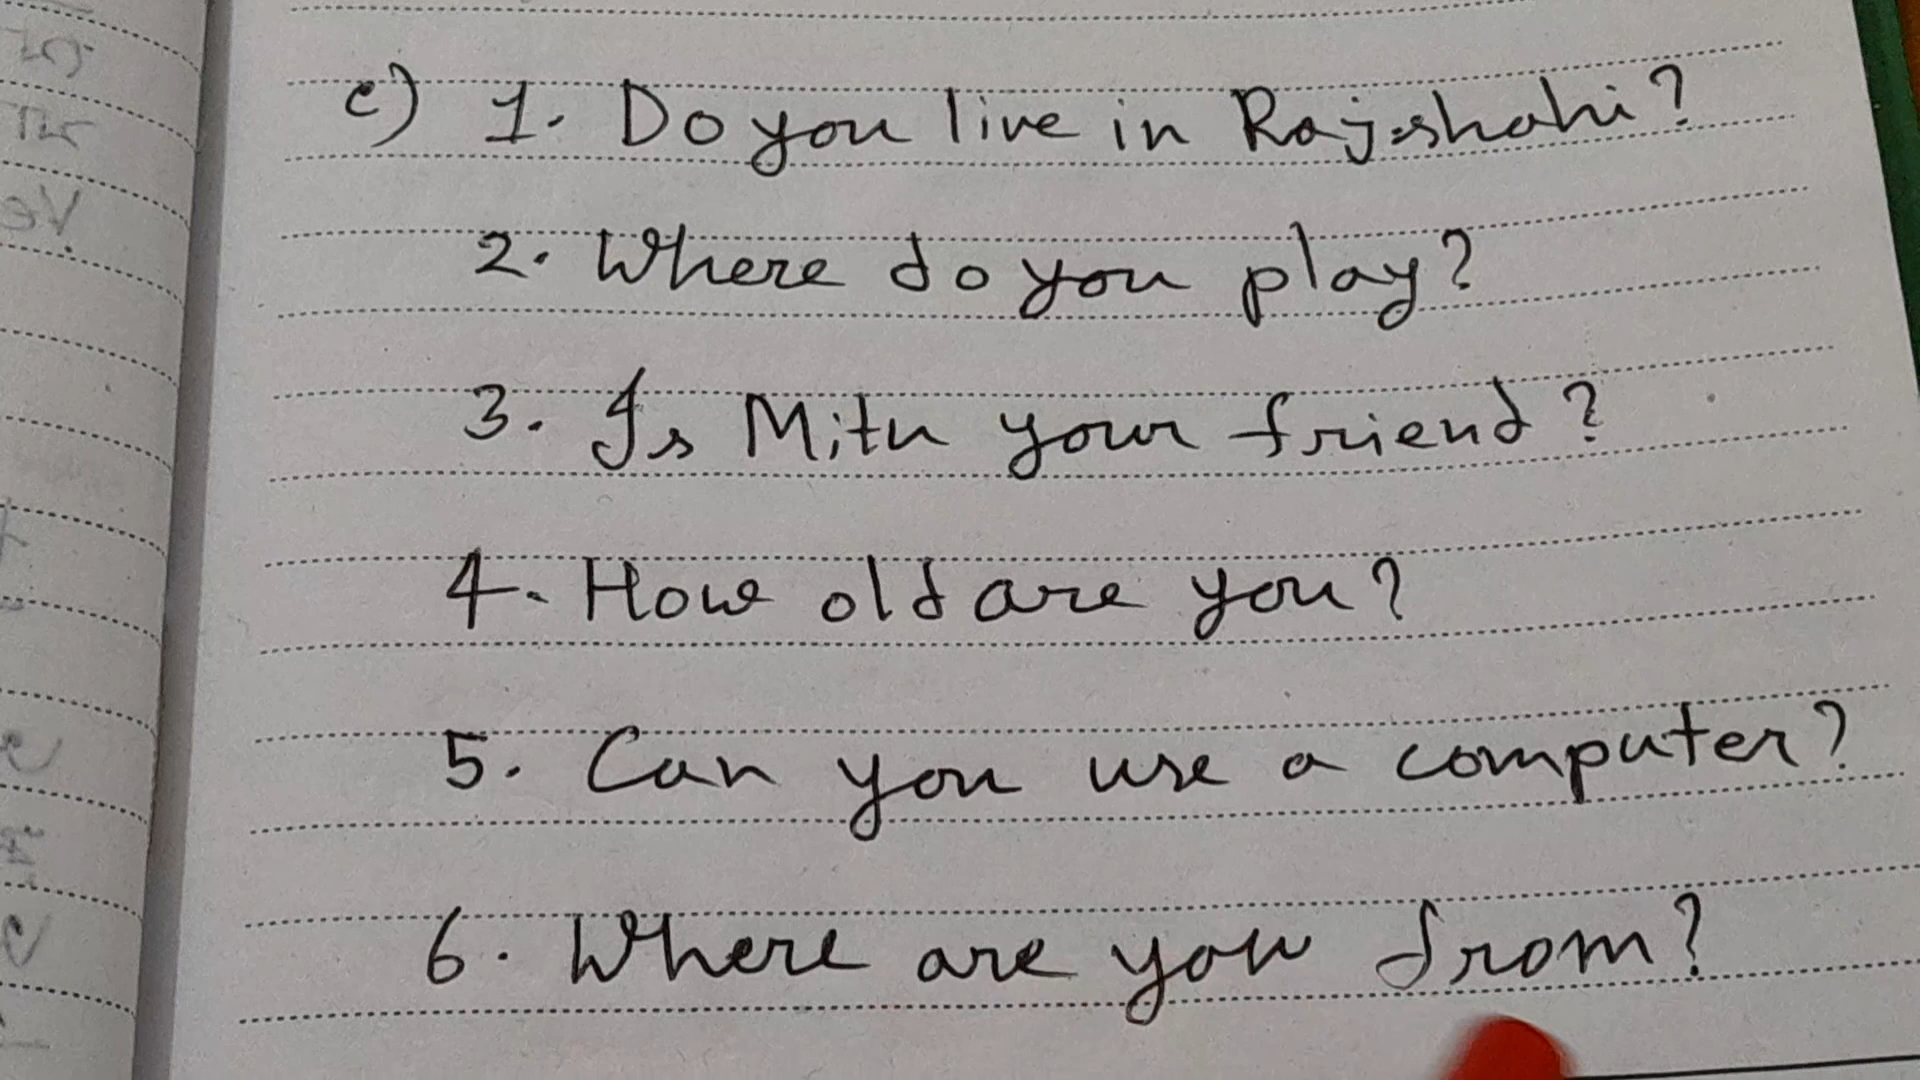 c) 1. Do you live in Rajshahi?
2. Where do you play?
3. Is Mitu your friend?
4. How old are you?
5. Can you use a computer?
6. Where are you from?